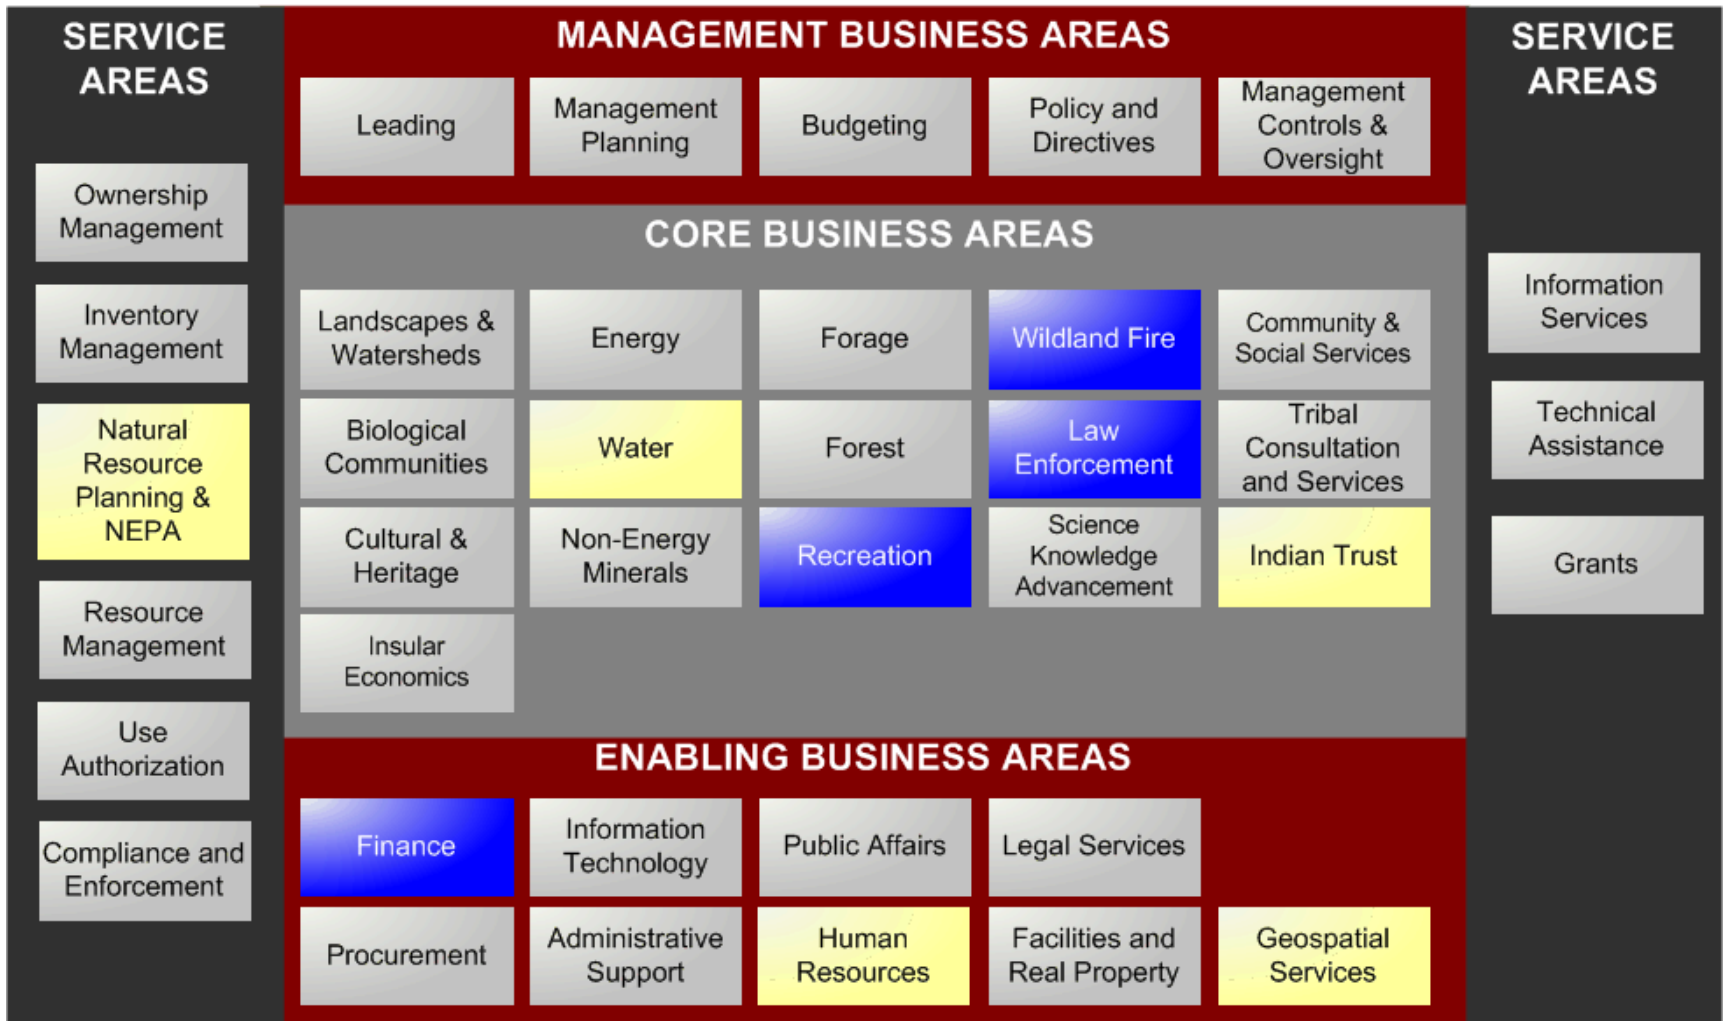 SERVICE
AREAS
Ownership
Management
Inventory
Management
Natural
Resource
Planning &
NEPA
Resource
Management
Use
Authorization
Compliance and
Enforcement
MANAGEMENT BUSINESS AREAS
Leading
Management
Planning
Budgeting
Policy and
Directives
Management
Controls &
Oversight
CORE BUSINESS AREAS
Landscapes &
Watersheds
Energy
Forage
Wildland Fire
Community &
Social Services
Biological
Communities
Water
Forest
Law
Enforcement
Tribal
Consultation
and Services
Cultural &
Heritage
Non-Energy
Minerals
Recreation
Science
Knowledge
Advancement
Indian Trust
Insular
Economics
ENABLING BUSINESS AREAS
Finance
Information
Technology
Public Affairs
Legal Services
Procurement
Administrative
Support
Human
Resources
Facilities and
Real Property
Geospatial
Services
SERVICE
AREAS
Information
Services
Technical
Assistance
Grants